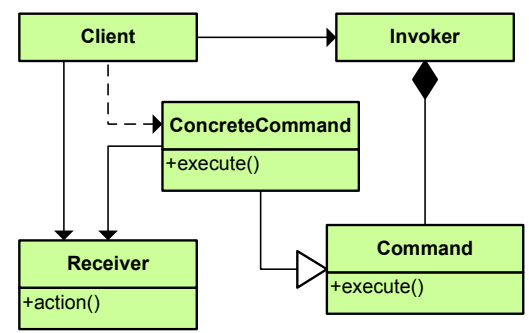 Client
Invoker
ConcreteCommand
+execute()
Receiver
+action()
Command
+execute()